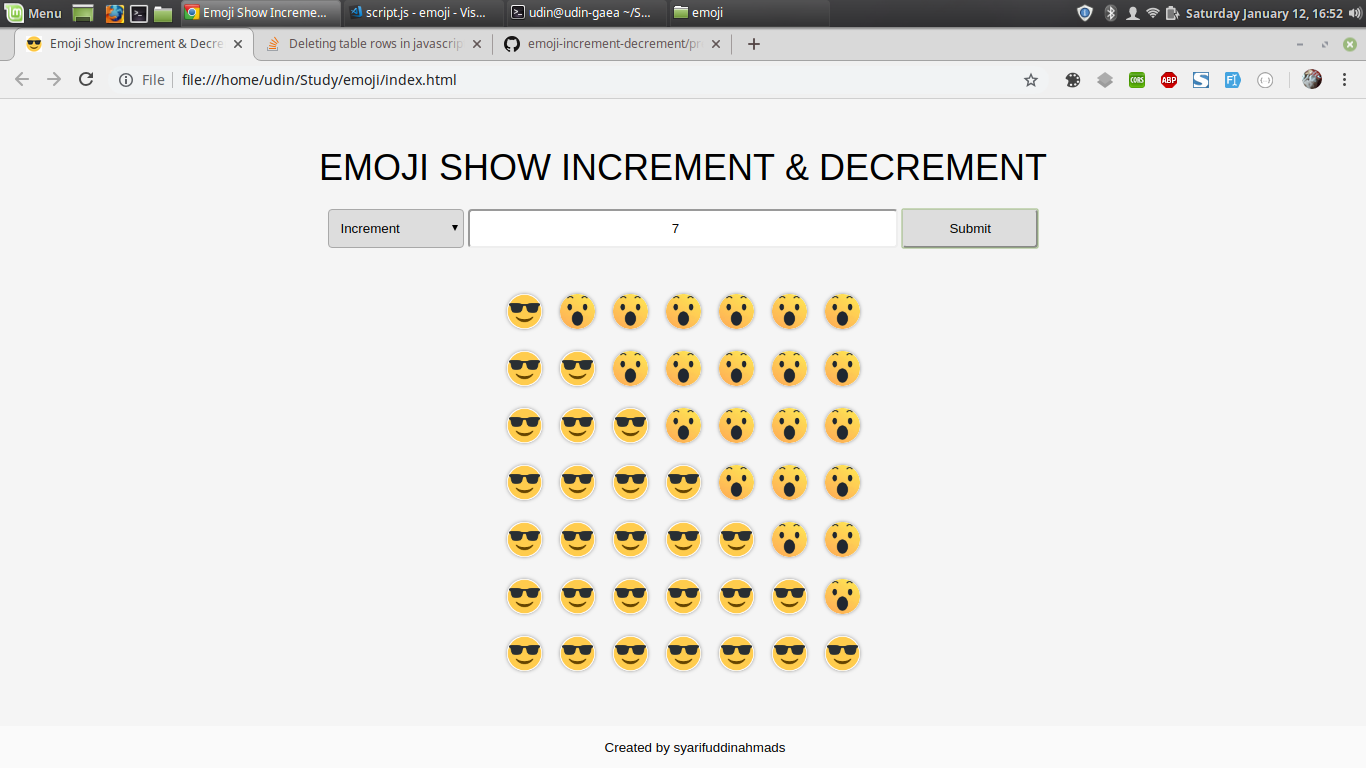 Menu Emoji Show Increme... script.js - emoji - Vis... udin@udin-gaea ~/S... emoji Saturday January 12, 16:52
Emoji Show Increment & Decre Deleting table rows in javascrip emoji-increment-decrement/pr
File file:///home/udin/Study/emoji/index.html CORS ABP
EMOJI SHOW INCREMENT & DECREMENT
Increment 7 Submit
Created by syarifuddinahmads